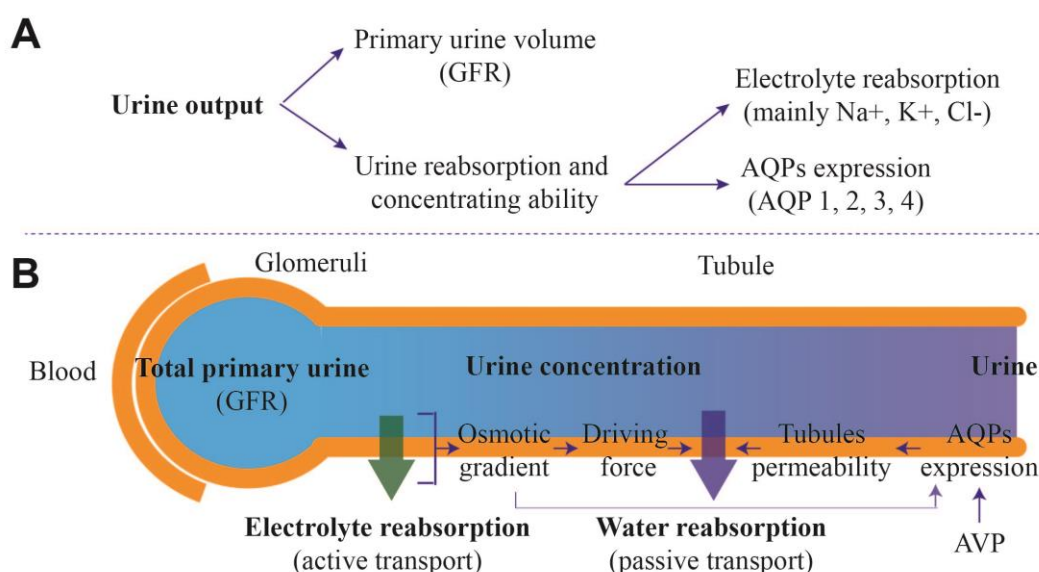 A
Primary urine volume
(GFR)
Urine output
Urine reabsorption and
concentrating ability
Electrolyte reabsorption
(mainly Na+, K+, Cl-)
AQPs expression
(AQP 1, 2, 3, 4)
B
Glomeruli
Tubule
Blood
Total primary urine
(GFR)
Urine concentration
Urine
Osmotic
gradient
Driving
force
Tubules
permeability
AQPs
expression
Electrolyte reabsorption
(active transport)
Water reabsorption
(passive transport)
AVP